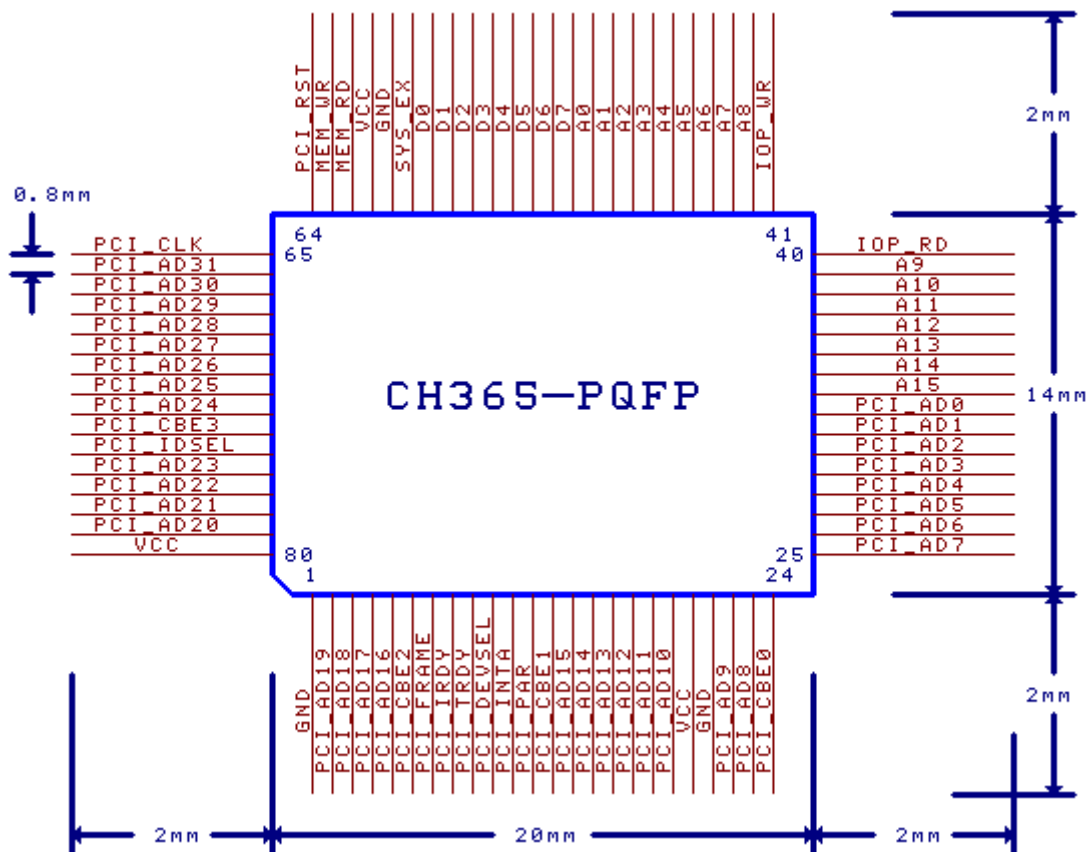 PCI_RST
MEM_WR
MEM_RD
VCC
GND
SYS_EX
D0
D1
D2
D3
D4
D5
D6
D7
A0
A1
A2
A3
A4
A5
A6
A7
A8
IOP_WR
2mm
0.8mm
64
41
65
40
PCI_CLK
PCI_AD31
PCI_AD30
PCI_AD29
PCI_AD28
PCI_AD27
PCI_AD26
PCI_AD25
PCI_AD24
PCI_CBE3
PCI_IDSEL
PCI_AD23
PCI_AD22
PCI_AD21
PCI_AD20
VCC
CH365-PQFP
IOP_RD
A9
A10
A11
A12
A13
A14
A15
PCI_AD0
PCI_AD1
PCI_AD2
PCI_AD3
PCI_AD4
PCI_AD5
PCI_AD6
PCI_AD7
14mm
80
25
1
24
GND
PCI_AD19
PCI_AD18
PCI_AD17
PCI_AD16
PCI_CBE2
PCI_FRAME
PCI_IRDY
PCI_TRDY
PCI_DEVSEL
PCI_INTA
PCI_PAR
PCI_CBE1
PCI_AD15
PCI_AD14
PCI_AD13
PCI_AD12
PCI_AD11
PCI_AD10
VCC
GND
PCI_AD9
PCI_AD8
PCI_CBE0
2mm
2mm
20mm
2mm